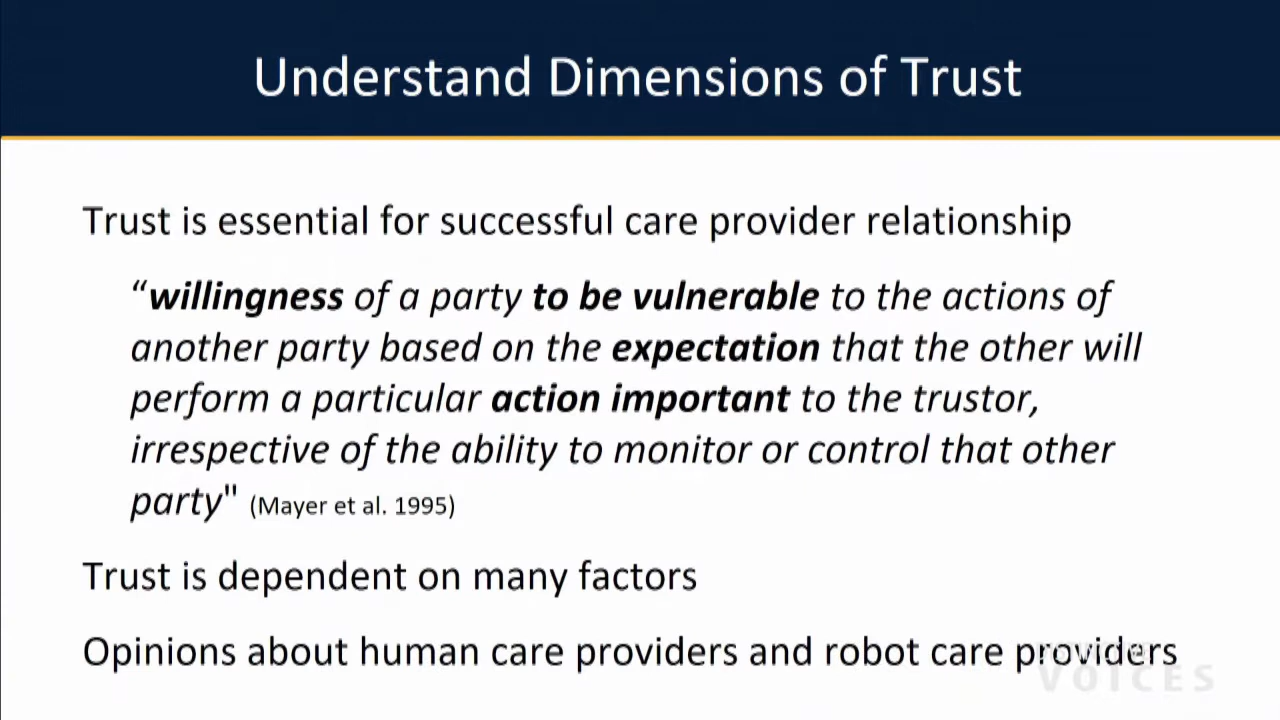 Understand Dimensions of Trust
Trust is essential for successful care provider relationship
“willingness of a party to be vulnerable to the actions of
another party based on the expectation that the other will
perform a particular action important to the trustor,
irrespective of the ability to monitor or control that other
party" (Mayer et al. 1995)
Trust is dependent on many factors
Opinions about human care providers and robot care providers
VOICES